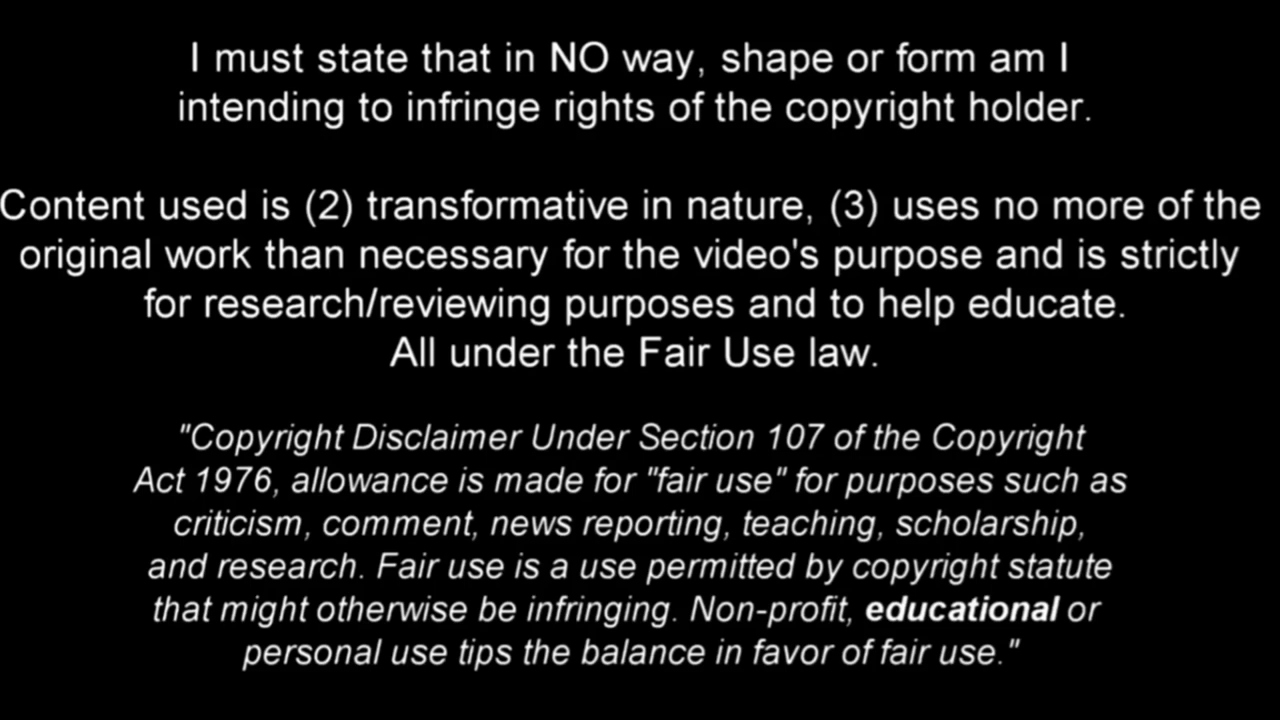 I must state that in NO way, shape or form am I
intending to infringe rights of the copyright holder.
Content used is (2) transformative in nature, (3) uses no more of the
original work than necessary for the video's purpose and is strictly
for research/reviewing purposes and to help educate.
All under the Fair Use law.
"Copyright Disclaimer Under Section 107 of the Copyright
Act 1976, allowance is made for "fair use" for purposes such as
criticism, comment, news reporting, teaching, scholarship,
and research. Fair use is a use permitted by copyright statute
that might otherwise be infringing. Non-profit, educational or
personal use tips the balance in favor of fair use."